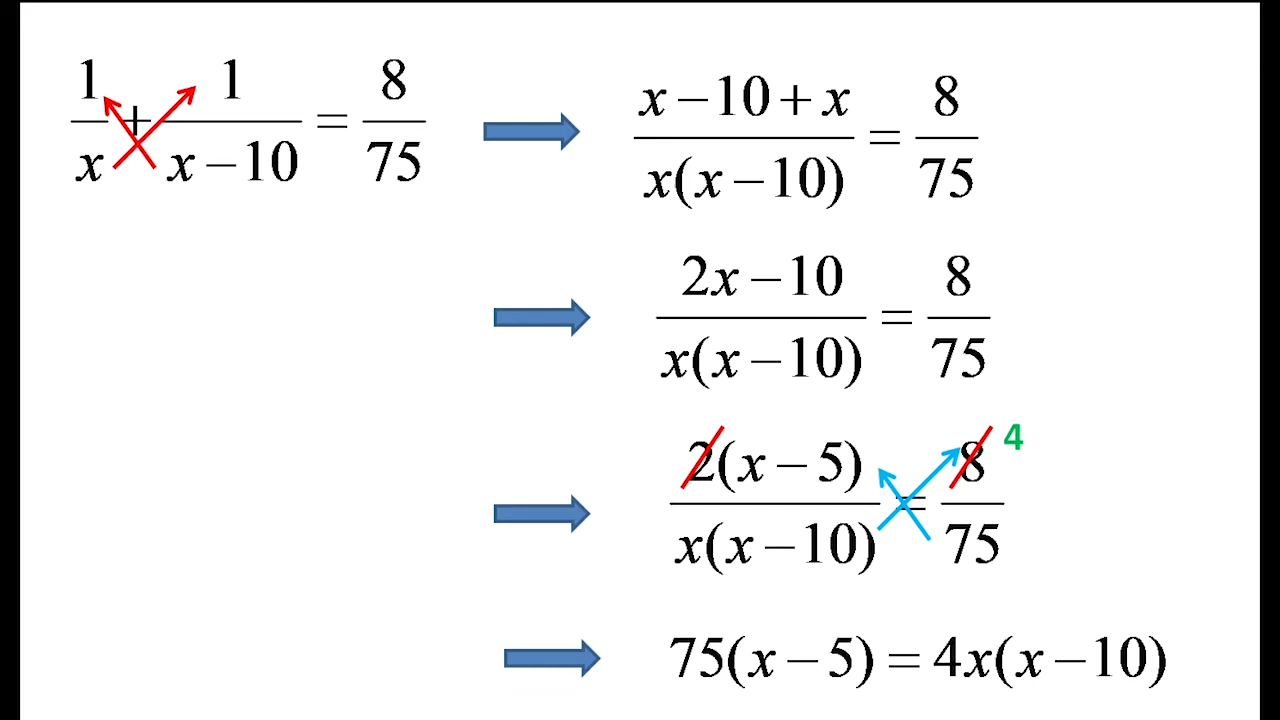 1/x + 1/(x − 10) = 8/75
(x − 10 + x)/(x(x − 10)) = 8/75
(2x − 10)/(x(x − 10)) = 8/75
2(x − 5)/(x(x − 10)) = 8/75 4
75(x − 5) = 4x(x − 10)